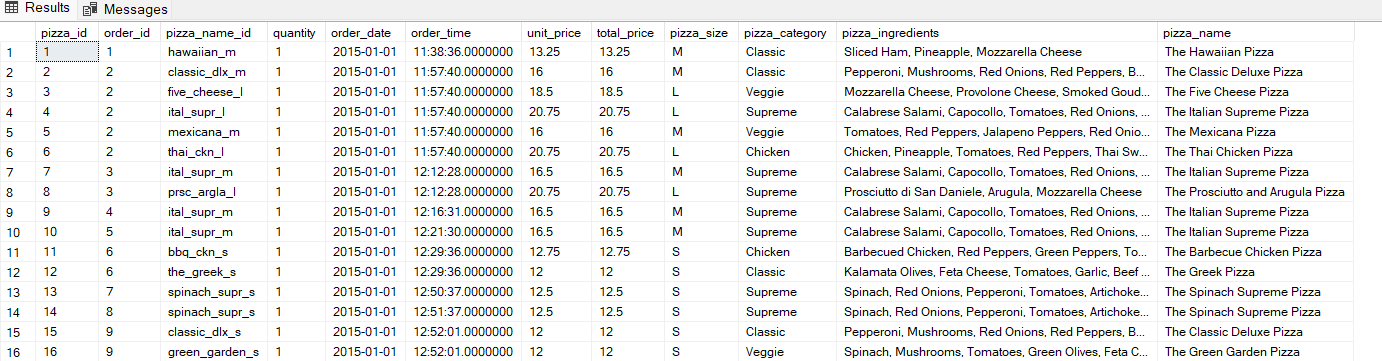 Results Messages
pizza_id order_id pizza_name_id quantity order_date order_time unit_price total_price pizza_size pizza_category pizza_ingredients pizza_name
1 1 1 hawaiian_m 1 2015-01-01 11:38:36.0000000 13.25 13.25 M Classic Sliced Ham, Pineapple, Mozzarella Cheese The Hawaiian Pizza
2 2 2 classic_dlx_m 1 2015-01-01 11:57:40.0000000 16 16 M Classic Pepperoni, Mushrooms, Red Onions, Red Peppers, B... The Classic Deluxe Pizza
3 3 2 five_cheese_l 1 2015-01-01 11:57:40.0000000 18.5 18.5 L Veggie Mozzarella Cheese, Provolone Cheese, Smoked Goud... The Five Cheese Pizza
4 4 2 ital_supr_l 1 2015-01-01 11:57:40.0000000 20.75 20.75 L Supreme Calabrese Salami, Capocollo, Tomatoes, Red Onions, ... The Italian Supreme Pizza
5 5 2 mexicana_m 1 2015-01-01 11:57:40.0000000 16 16 M Veggie Tomatoes, Red Peppers, Jalapeno Peppers, Red Onio... The Mexicana Pizza
6 6 2 thai_ckn_l 1 2015-01-01 11:57:40.0000000 20.75 20.75 L Chicken Chicken, Pineapple, Tomatoes, Red Peppers, Thai Sw... The Thai Chicken Pizza
7 7 3 ital_supr_m 1 2015-01-01 12:12:28.0000000 16.5 16.5 M Supreme Calabrese Salami, Capocollo, Tomatoes, Red Onions, ... The Italian Supreme Pizza
8 8 3 prsc_argla_l 1 2015-01-01 12:12:28.0000000 20.75 20.75 L Supreme Prosciutto di San Daniele, Arugula, Mozzarella Cheese The Prosciutto and Arugula Pizza
9 9 4 ital_supr_m 1 2015-01-01 12:16:31.0000000 16.5 16.5 M Supreme Calabrese Salami, Capocollo, Tomatoes, Red Onions, ... The Italian Supreme Pizza
10 10 5 ital_supr_m 1 2015-01-01 12:21:30.0000000 16.5 16.5 M Supreme Calabrese Salami, Capocollo, Tomatoes, Red Onions, ... The Italian Supreme Pizza
11 11 6 bbq_ckn_s 1 2015-01-01 12:29:36.0000000 12.75 12.75 S Chicken Barbecued Chicken, Red Peppers, Green Peppers, To... The Barbecue Chicken Pizza
12 12 6 the_greek_s 1 2015-01-01 12:29:36.0000000 12 12 S Classic Kalamata Olives, Feta Cheese, Tomatoes, Garlic, Beef ... The Greek Pizza
13 13 7 spinach_supr_s 1 2015-01-01 12:50:37.0000000 12.5 12.5 S Supreme Spinach, Red Onions, Pepperoni, Tomatoes, Artichoke... The Spinach Supreme Pizza
14 14 8 spinach_supr_s 1 2015-01-01 12:51:37.0000000 12.5 12.5 S Supreme Spinach, Red Onions, Pepperoni, Tomatoes, Artichoke... The Spinach Supreme Pizza
15 15 9 classic_dlx_s 1 2015-01-01 12:52:01.0000000 12 12 S Classic Pepperoni, Mushrooms, Red Onions, Red Peppers, B... The Classic Deluxe Pizza
16 16 9 green_garden_s 1 2015-01-01 12:52:01.0000000 12 12 S Veggie Spinach, Mushrooms, Tomatoes, Green Olives, Feta C... The Green Garden Pizza